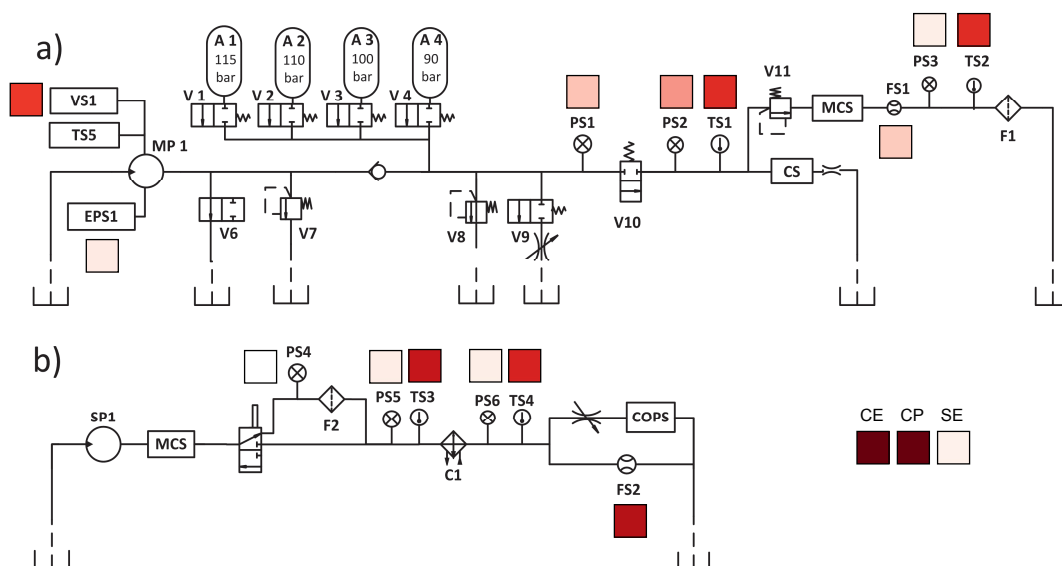 a)
A 1 A 2 A 3 A 4
115 110 100 90
bar bar bar bar
V 1 V 2 V 3 V 4
VS1
TS5
MP 1
EPS1
V6
V7
V8
V9
PS1
V10
PS2 TS1
V11
MCS
FS1
PS3 TS2
F1
CS
b)
SP1
MCS
PS4
F2
PS5 TS3
C1
PS6 TS4
COPS
FS2
CE CP SE